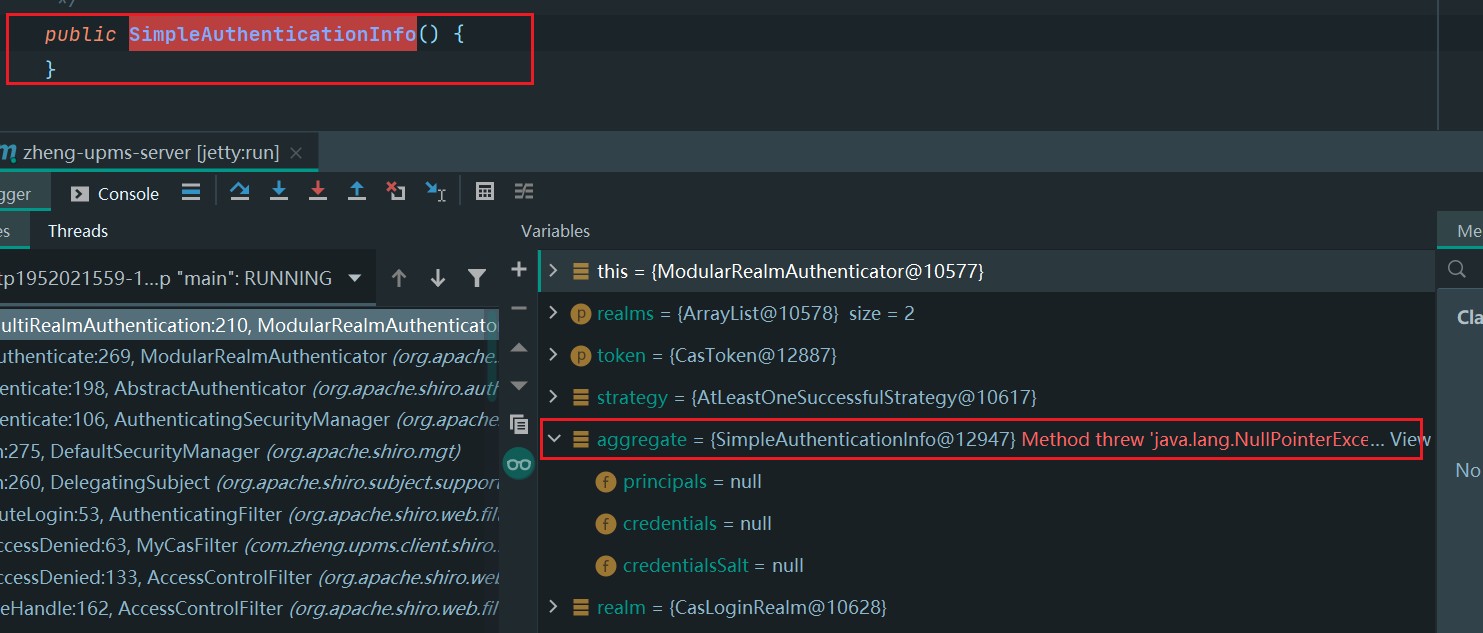 */
public SimpleAuthenticationInfo() {
}
zheng-upms-server [jetty:run]
gger
Console
es
Threads
Variables
Me
tp1952021559-1...p "main": RUNNING
ultiRealmAuthentication:210, ModularRealmAuthenticato
uthenticate:269, ModularRealmAuthenticator (org.apache.
enticate:198, AbstractAuthenticator (org.apache.shiro.auth
enticate:106, AuthenticatingSecurityManager (org.apache
n:275, DefaultSecurityManager (org.apache.shiro.mgt)
n:260, DelegatingSubject (org.apache.shiro.subject.support
uteLogin:53, AuthenticatingFilter (org.apache.shiro.web.filt
ccessDenied:63, MyCasFilter (com.zheng.upms.client.shiro.
ccessDenied:133, AccessControlFilter (org.apache.shiro.web
eHandle:162, AccessControlFilter (org.apache.shiro.web.filt
this = {ModularRealmAuthenticator@10577}
p realms = {ArrayList@10578} size = 2
p token = {CasToken@12887}
strategy = {AtLeastOneSuccessfulStrategy@10617}
aggregate = {SimpleAuthenticationInfo@12947} Method threw 'java.lang.NullPointerExce... View
f principals = null
f credentials = null
f credentialsSalt = null
realm = {CasLoginRealm@10628}
Cla
No